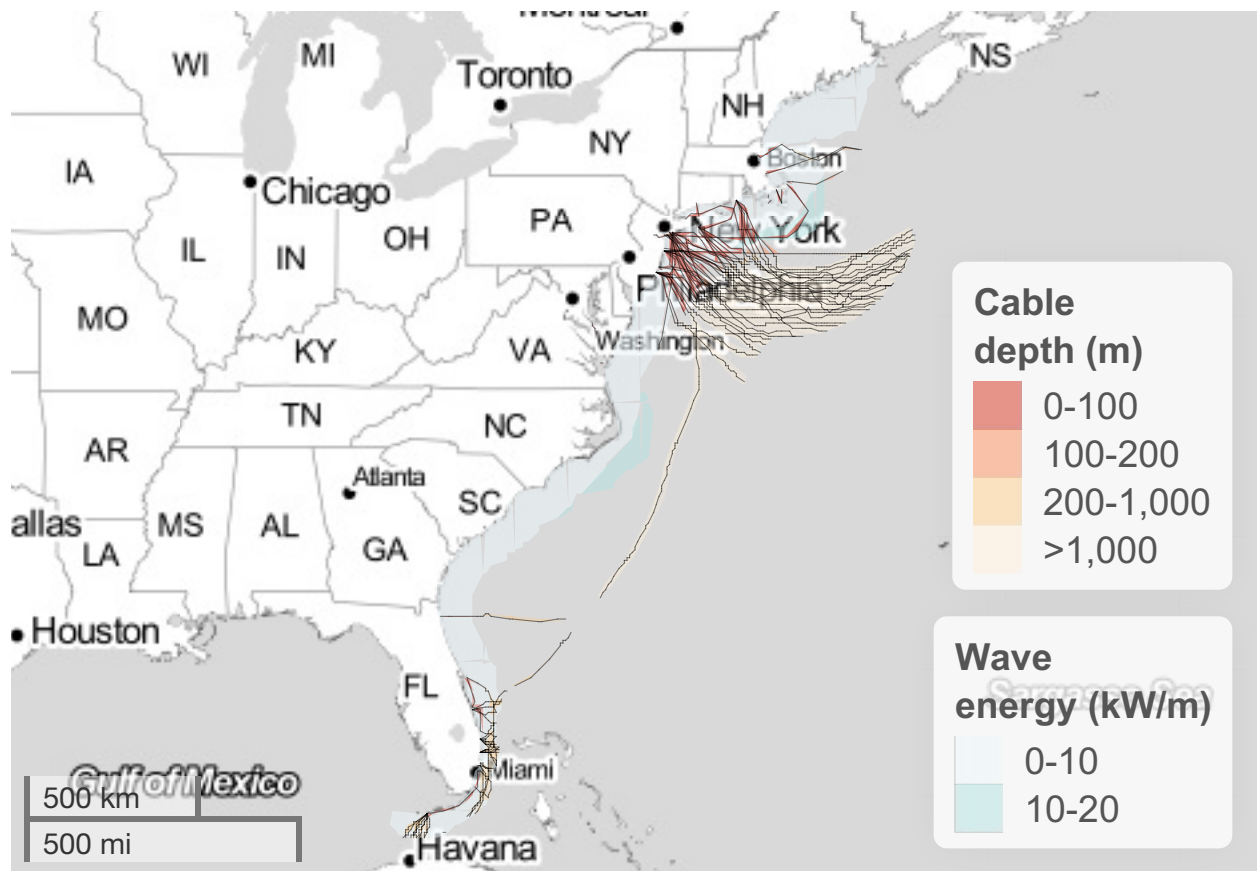 Montreal
WI
MI
Toronto
NS
NH
NY
IA
Boston
Chicago
PA
New York
IL
IN
OH
Philadelphia
MO
Washington
KY
VA
TN
NC
AR
Atlanta
SC
allas
MS
AL
GA
LA
Houston
FL
Sargasso Sea
Gulf of Mexico
Miami
Havana
500 km
500 mi
Cable
depth (m)
0-100
100-200
200-1,000
>1,000
Wave
energy (kW/m)
0-10
10-20